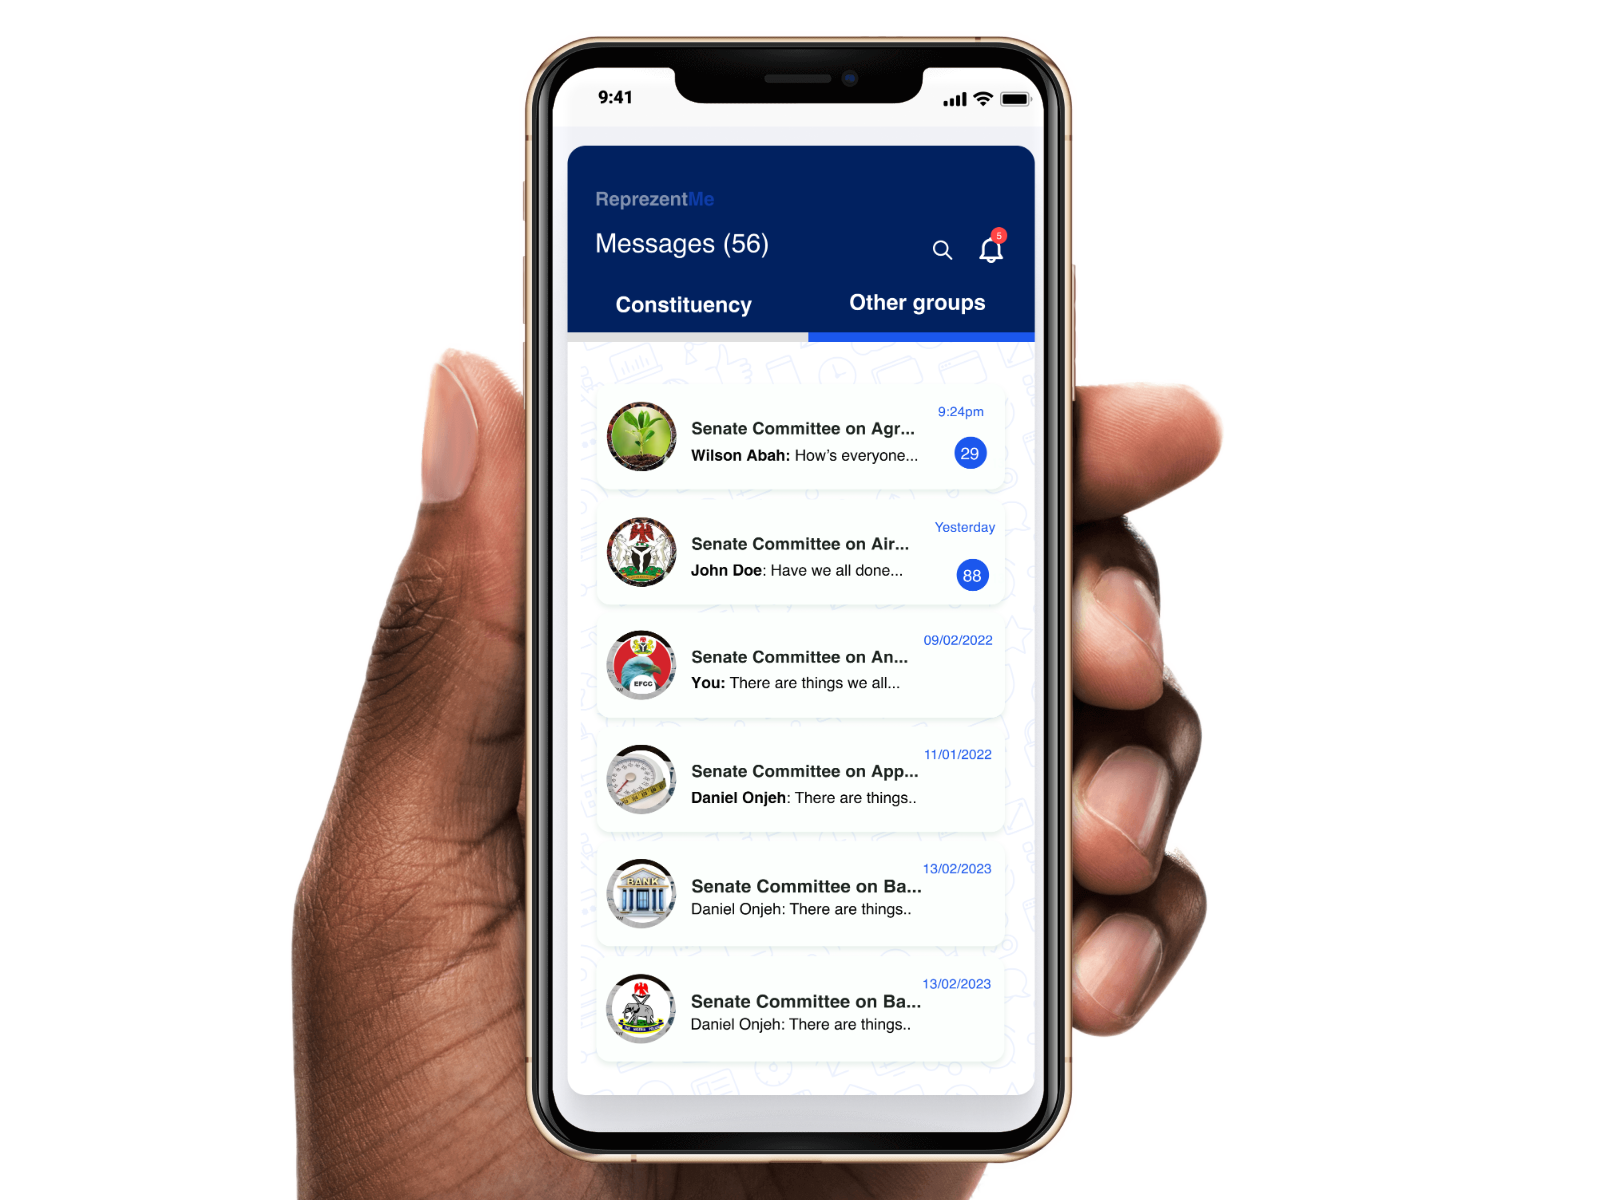 9:41
ReprezentMe
Messages (56)
5
Constituency
Other groups
9:24pm
Senate Committee on Agr...
Wilson Abah: How's everyone...
29
Yesterday
Senate Committee on Air...
John Doe: Have we all done...
88
09/02/2022
Senate Committee on An...
You: There are things we all...
EFCC
11/01/2022
Senate Committee on App...
Daniel Onjeh: There are things..
13/02/2023
BANK
Senate Committee on Ba...
Daniel Onjeh: There are things..
13/02/2023
Senate Committee on Ba...
Daniel Onjeh: There are things..